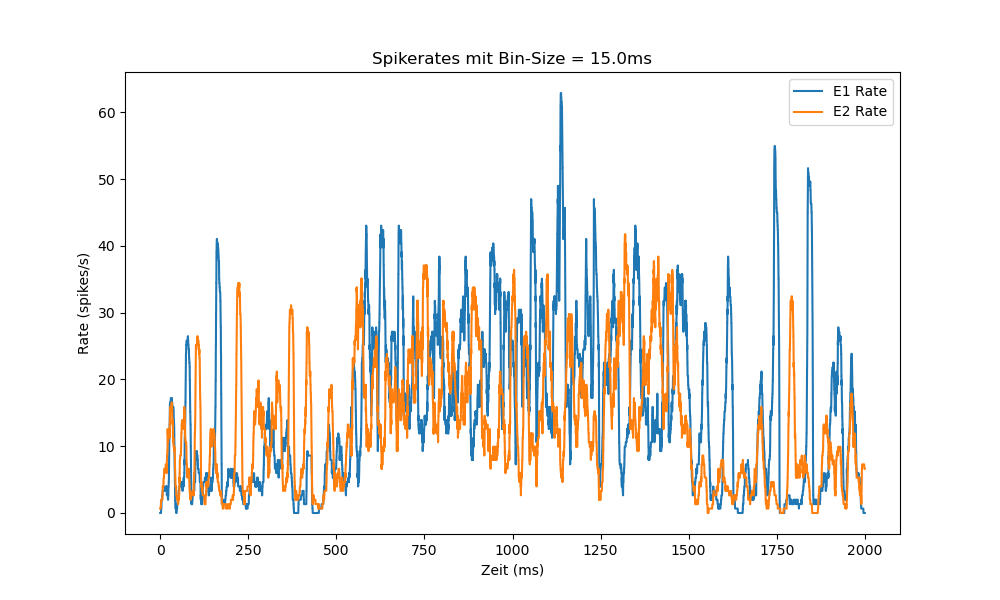 Spikerates mit Bin-Size = 15.0ms
E1 Rate
E2 Rate
Rate (spikes/s)
60
50
40
30
20
10
0
0 250 500 750 1000 1250 1500 1750 2000
Zeit (ms)